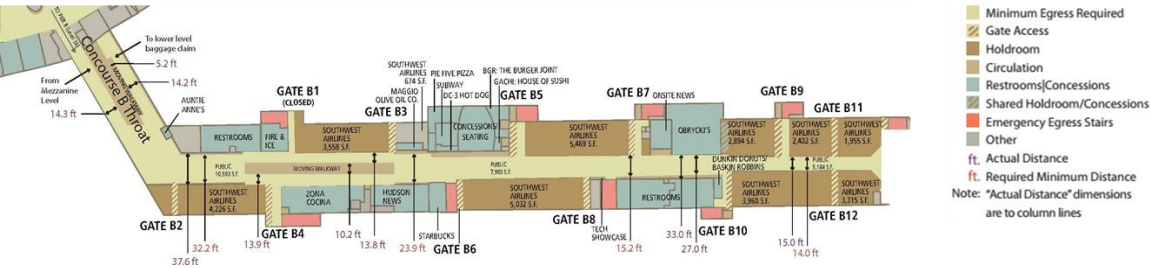 TO PIER B (Level 3b)
Concourse B Throat
MOVING WALKWAY
To lower level
baggage claim
5.2 ft
14.2 ft
From
Mezzanine
Level
14.3 ft
AUNTIE
ANNE'S
RESTROOMS
FIRE &
ICE
GATE B1
(CLOSED)
SOUTHWEST
AIRLINES
3,558 S.F.
GATE B3
SOUTHWEST
AIRLINES
674 S.F.
MAGGIO
OLIVE OIL CO.
PIE FIVE PIZZA
SUBWAY
DC-3 HOT DOG
BGR: THE BURGER JOINT
GACHI: HOUSE OF SUSHI
CONCESSIONS/
SEATING
GATE B5
SOUTHWEST
AIRLINES
5,469 S.F.
GATE B7
ONSITE NEWS
OBRYCKI'S
SOUTHWEST
AIRLINES
2,894 S.F.
GATE B9
SOUTHWEST
AIRLINES
2,402 S.F.
GATE B11
SOUTHWEST
AIRLINES
1,955 S.F.
PUBLIC
10,593 S.F.
MOVING WALKWAY
PUBLIC
7,903 S.F.
DUNKIN DONUTS/
BASKIN ROBBINS
PUBLIC
5,184 S.F.
SOUTHWEST
AIRLINES
4,226 S.F.
ZONA
COCINA
HUDSON
NEWS
STARBUCKS
SOUTHWEST
AIRLINES
5,032 S.F.
TECH
SHOWCASE
RESTROOMS
SOUTHWEST
AIRLINES
3,960 S.F.
SOUTHWEST
AIRLINES
3,315 S.F.
GATE B2
GATE B4
GATE B6
GATE B8
GATE B10
GATE B12
37.6 ft
32.2 ft
13.9 ft
10.2 ft
13.8 ft
23.9 ft
15.2 ft
33.0 ft
27.0 ft
15.0 ft
14.0 ft
Minimum Egress Required
Gate Access
Holdroom
Circulation
Restrooms|Concessions
Shared Holdroom/Concessions
Emergency Egress Stairs
Other
ft. Actual Distance
ft. Required Minimum Distance
Note: "Actual Distance" dimensions
are to column lines